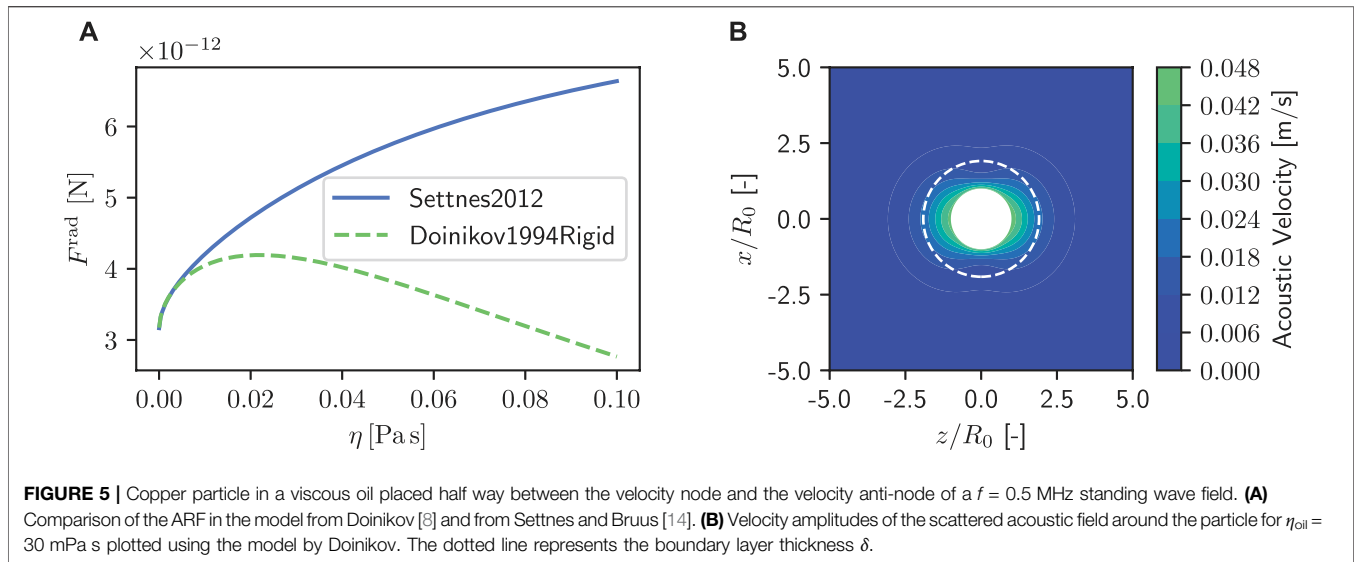 A
×10⁻¹²
6
5
4
3
Fʳᵃᵈ [N]
Settnes2012
Doinikov1994Rigid
0.00 0.02 0.04 0.06 0.08 0.10
η [Pa s]
B
5.0
2.5
0.0
-2.5
-5.0
x/R₀ [-]
-5.0 -2.5 0.0 2.5 5.0
z/R₀ [-]
0.048
0.042
0.036
0.030
0.024
0.018
0.012
0.006
0.000
Acoustic Velocity [m/s]
FIGURE 5 | Copper particle in a viscous oil placed half way between the velocity node and the velocity anti-node of a f = 0.5 MHz standing wave field. (A)
Comparison of the ARF in the model from Doinikov [8] and from Settnes and Bruus [14]. (B) Velocity amplitudes of the scattered acoustic field around the particle for ηₒᵢₗ =
30 mPa s plotted using the model by Doinikov. The dotted line represents the boundary layer thickness δ.